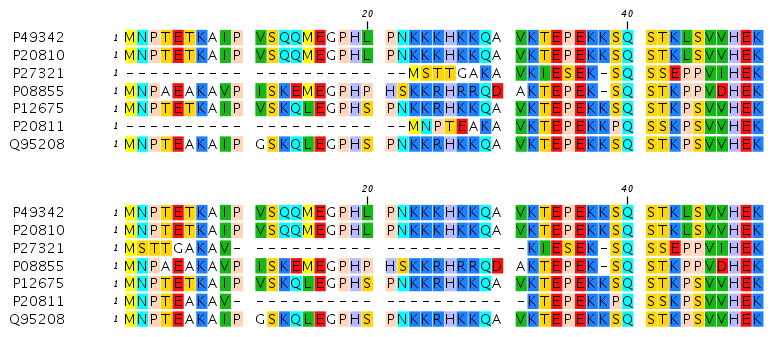 20 40
P49342 1 MNPTETKAIP VSQQMEGPHL PNKKKHKKQA VKTEPEKKSQ STKLSVVHEK
P20810 1 MNPTETKAIP VSQQMEGPHL PNKKKHKKQA VKTEPEKKSQ STKLSVVHEK
P27321 1 ---------- ---------- --MSTTGAKA VKIESEK-SQ SSEPPVIHEK
P08855 1 MNPAEAKAVP ISKEMEGPHP HSKKRHRRQD AKTEPEK-SQ STKPPVDHEK
P12675 1 MNPTETKAIP VSKQLEGPHS PNKKRHKKQA VKTEPEKKSQ STKPSVVHEK
P20811 1 ---------- ---------- --MNPTEAKA VKTEPEKKPQ SSKPSVVHEK
Q95208 1 MNPTEAKAIP GSKQLEGPHS PNKKRHKKQA VKTEPEKKSQ STKPSVVHEK
20 40
P49342 1 MNPTETKAIP VSQQMEGPHL PNKKKHKKQA VKTEPEKKSQ STKLSVVHEK
P20810 1 MNPTETKAIP VSQQMEGPHL PNKKKHKKQA VKTEPEKKSQ STKLSVVHEK
P27321 1 MSTTGAKAV- ---------- ---------- -KIESEK-SQ SSEPPVIHEK
P08855 1 MNPAEAKAVP ISKEMEGPHP HSKKRHRRQD AKTEPEK-SQ STKPPVDHEK
P12675 1 MNPTETKAIP VSKQLEGPHS PNKKRHKKQA VKTEPEKKSQ STKPSVVHEK
P20811 1 MNPTEAKAV- ---------- ---------- -KTEPEKKPQ SSKPSVVHEK
Q95208 1 MNPTEAKAIP GSKQLEGPHS PNKKRHKKQA VKTEPEKKSQ STKPSVVHEK